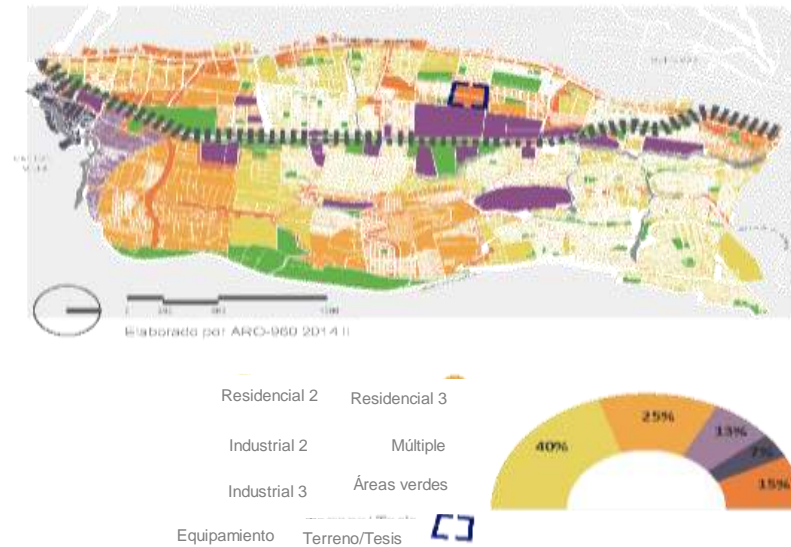 Elaborado por ARO-960 2014 II
Residencial 2 Residencial 3
Industrial 2 Múltiple
Industrial 3 Áreas verdes
Equipamiento Terreno/Tesis
40% 25% 13% 7% 15%